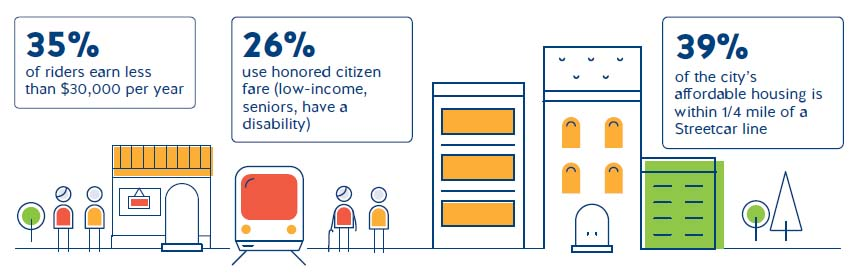 35%
of riders earn less
than $30,000 per year
26%
use honored citizen
fare (low-income,
seniors, have a
disability)
39%
of the city's
affordable housing is
within 1/4 mile of a
Streetcar line